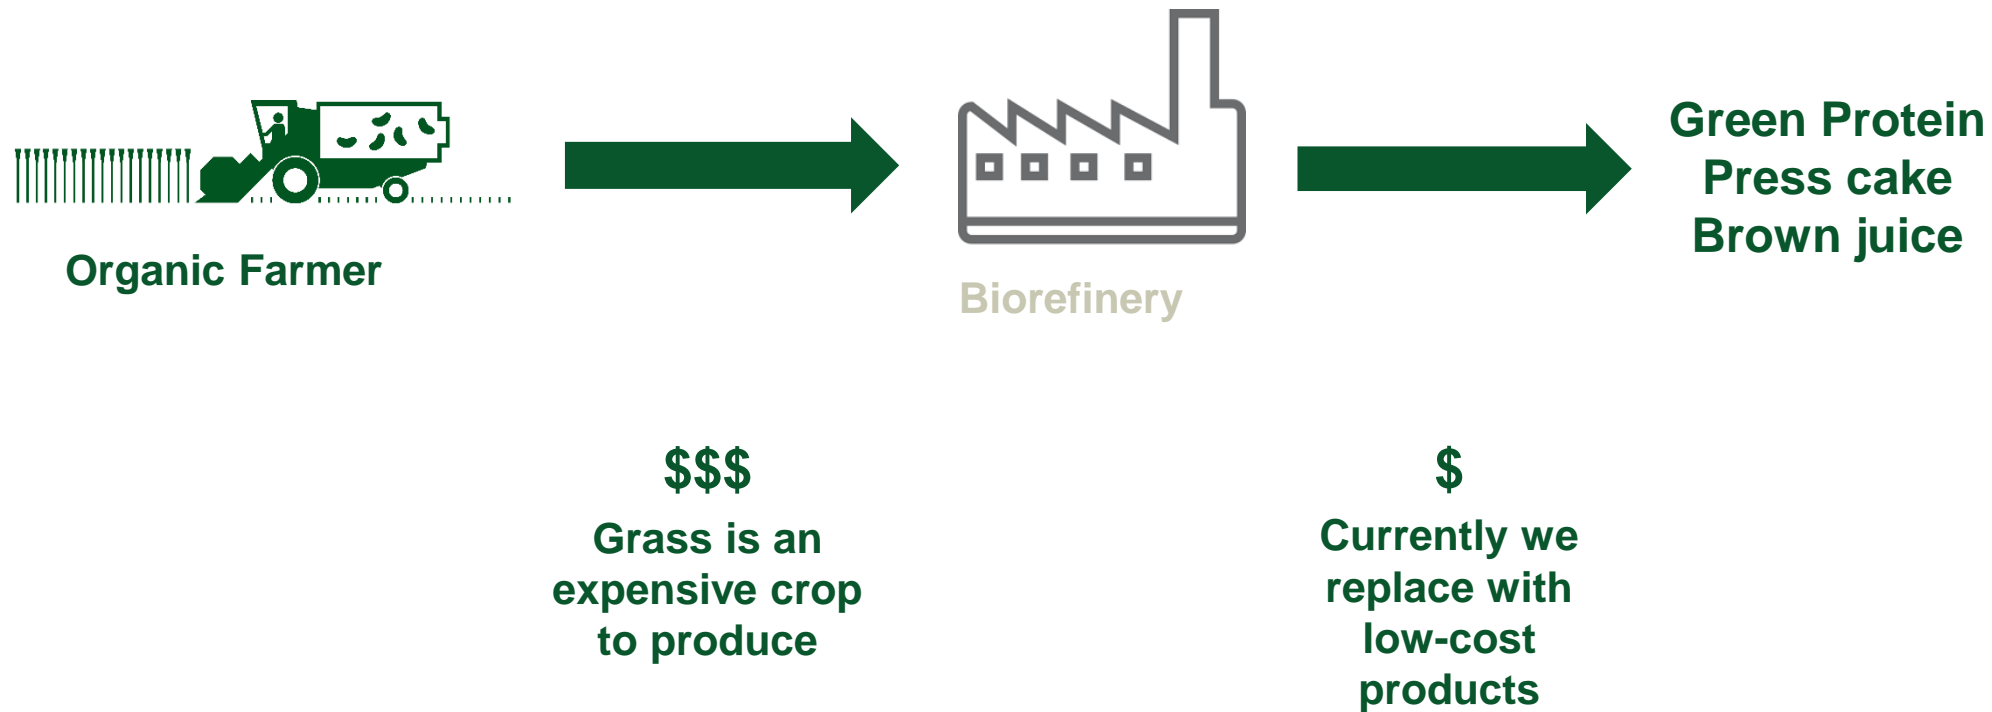 Organic Farmer
Biorefinery
Green Protein
Press cake
Brown juice
$$$
Grass is an
expensive crop
to produce
$
Currently we
replace with
low-cost
products